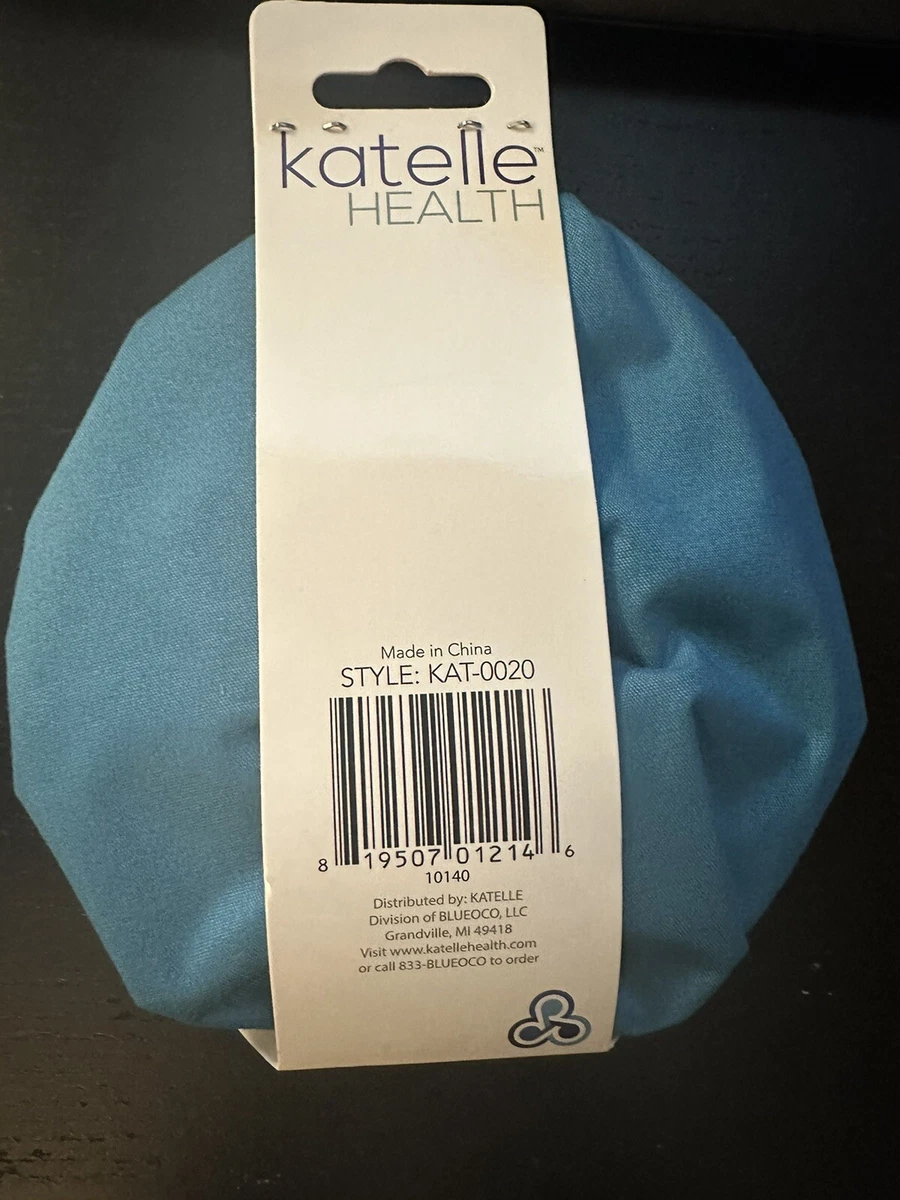 katelle™
HEALTH
Made in China
STYLE: KAT-0020
8 19507 01214 6
10140
Distributed by: KATELLE
Division of BLUEOCO, LLC
Grandville, MI 49418
Visit www.katellehealth.com
or call 833-BLUEOCO to order